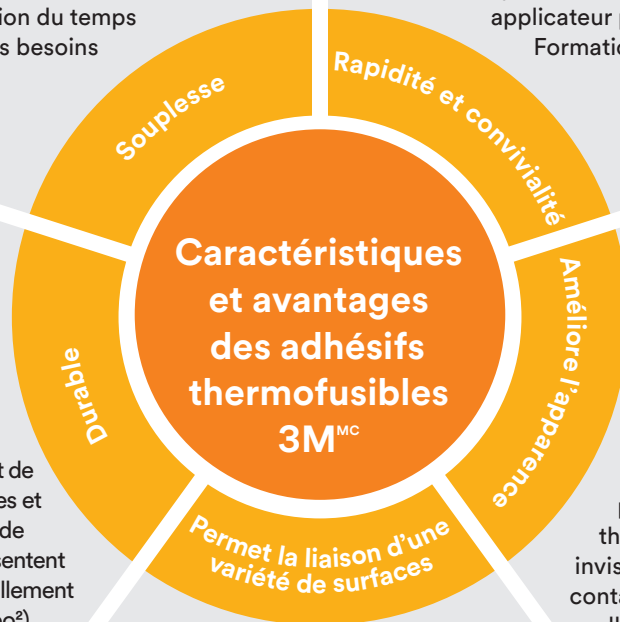 ion du temps
s besoins
applicateur
Formatio
Souplesse
Rapidité et convivialité
Caractéristiques
et avantages
des adhésifs
thermofusibles
3Mᴹᶜ
Améliore l'apparence
Durable
Permet la liaison d'une
variété de surfaces
t de
es et
de
sentent
llement
th
invis
conta